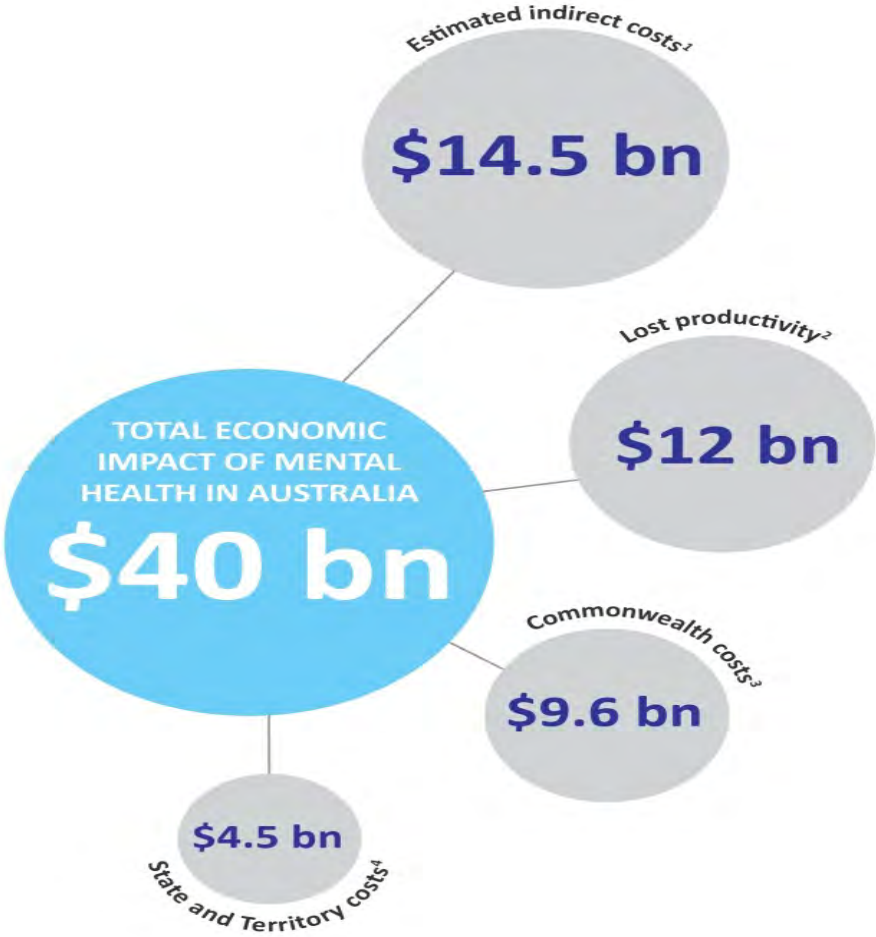 Estimated indirect costs¹
$14.5 bn
Lost productivity²
$12 bn
TOTAL ECONOMIC
IMPACT OF MENTAL
HEALTH IN AUSTRALIA
$40 bn
Commonwealth costs³
$9.6 bn
$4.5 bn
State and Territory costs⁴